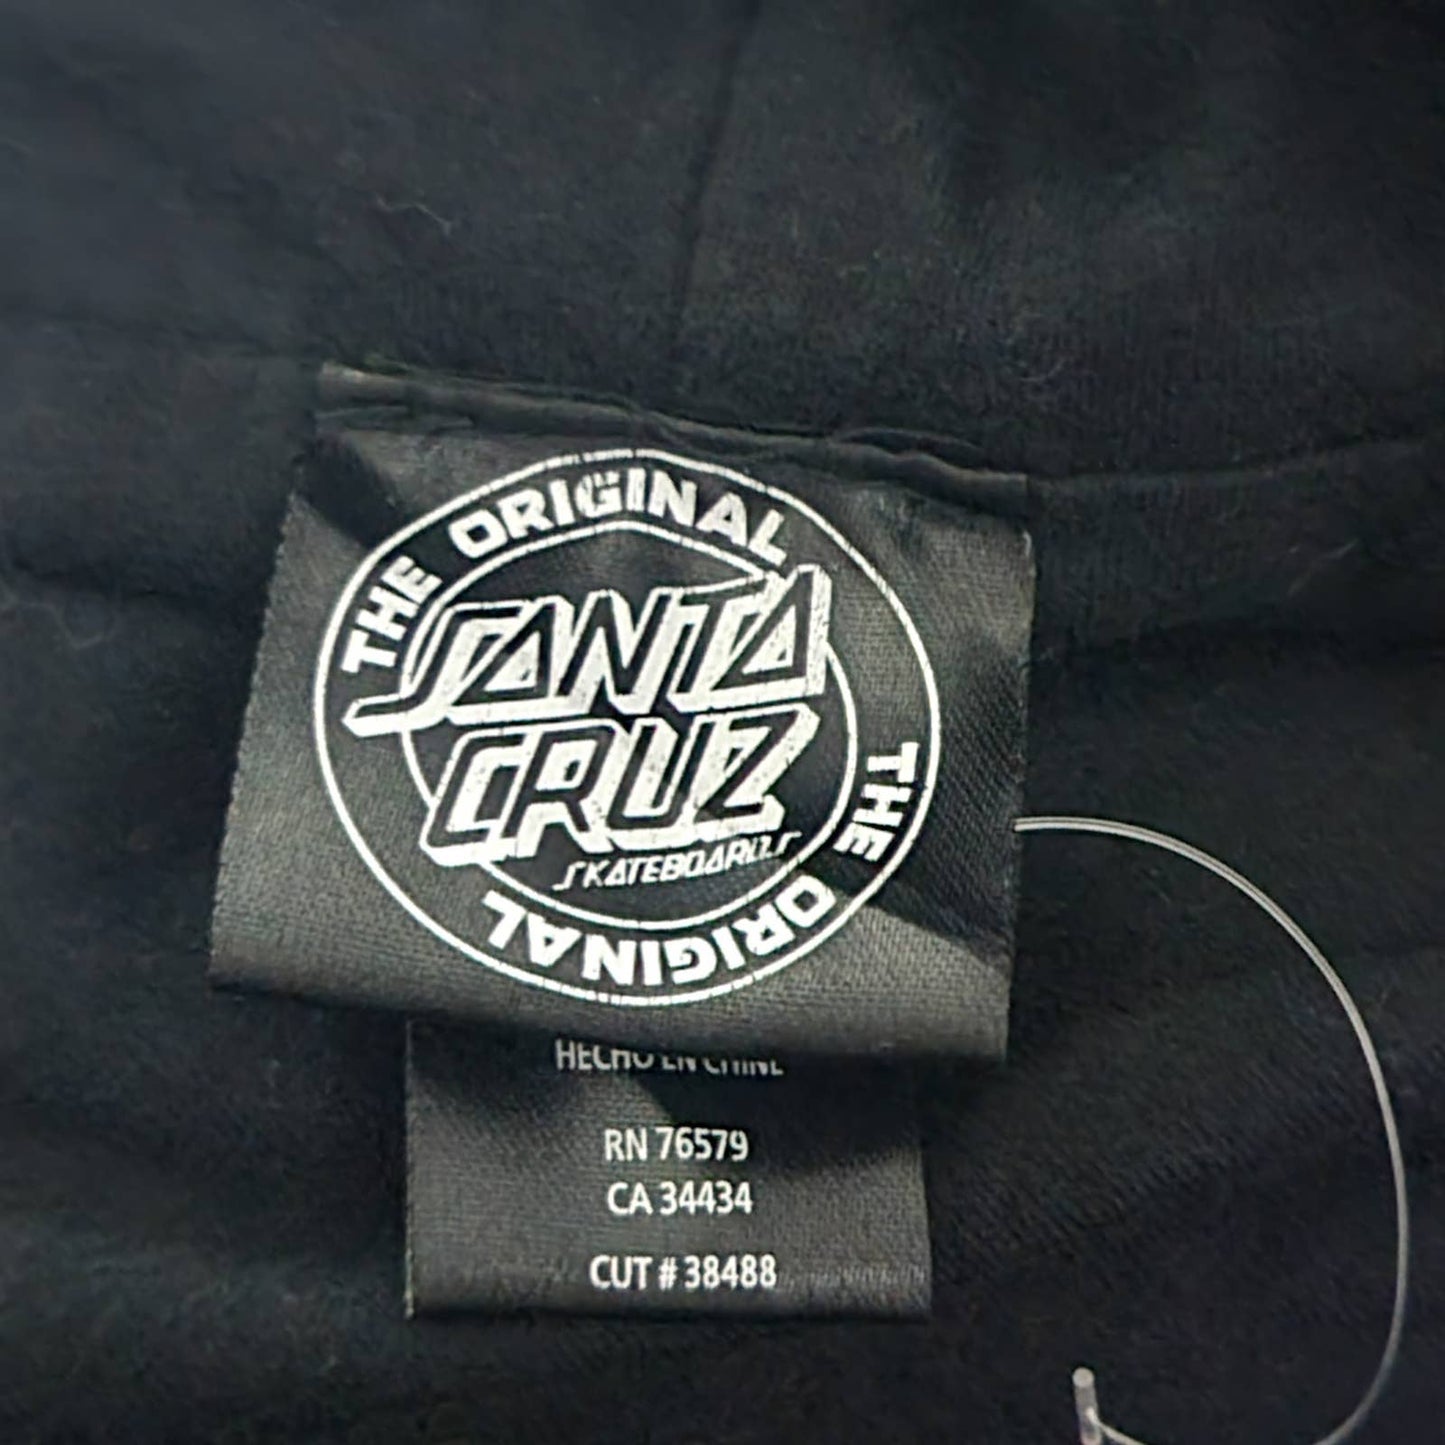 THE ORIGINAL
SANTA
CRUZ
SKATEBOARDS
THE ORIGINAL
HECHO EN CHINE
RN 76579
CA 34434
CUT # 38488